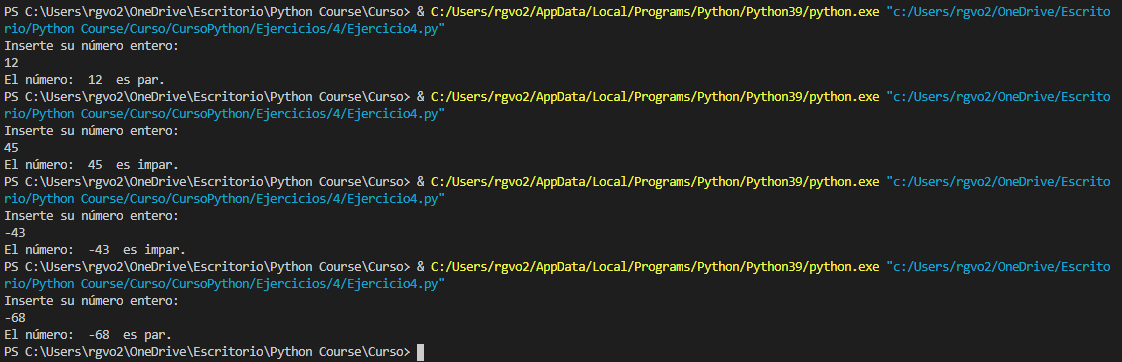 PS C:\Users\rgvo2\OneDrive\Escritorio\Python Course\Curso> & C:/Users/rgvo2/AppData/Local/Programs/Python/Python39/python.exe "c:/Users/rgvo2/OneDrive/Escrito
rio/Python Course/Curso/CursoPython/Ejercicios/4/Ejercicio4.py"
Inserte su número entero:
12
El número:  12  es par.
PS C:\Users\rgvo2\OneDrive\Escritorio\Python Course\Curso> & C:/Users/rgvo2/AppData/Local/Programs/Python/Python39/python.exe "c:/Users/rgvo2/OneDrive/Escrito
rio/Python Course/Curso/CursoPython/Ejercicios/4/Ejercicio4.py"
Inserte su número entero:
45
El número:  45  es impar.
PS C:\Users\rgvo2\OneDrive\Escritorio\Python Course\Curso> & C:/Users/rgvo2/AppData/Local/Programs/Python/Python39/python.exe "c:/Users/rgvo2/OneDrive/Escrito
rio/Python Course/Curso/CursoPython/Ejercicios/4/Ejercicio4.py"
Inserte su número entero:
-43
El número:  -43  es impar.
PS C:\Users\rgvo2\OneDrive\Escritorio\Python Course\Curso> & C:/Users/rgvo2/AppData/Local/Programs/Python/Python39/python.exe "c:/Users/rgvo2/OneDrive/Escrito
rio/Python Course/Curso/CursoPython/Ejercicios/4/Ejercicio4.py"
Inserte su número entero:
-68
El número:  -68  es par.
PS C:\Users\rgvo2\OneDrive\Escritorio\Python Course\Curso>